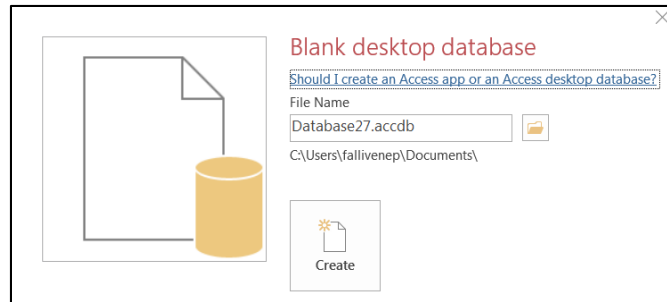 Blank desktop database
Should I create an Access app or an Access desktop database?
File Name
Database27.accdb
C:\Users\fallivenep\Documents\
Create